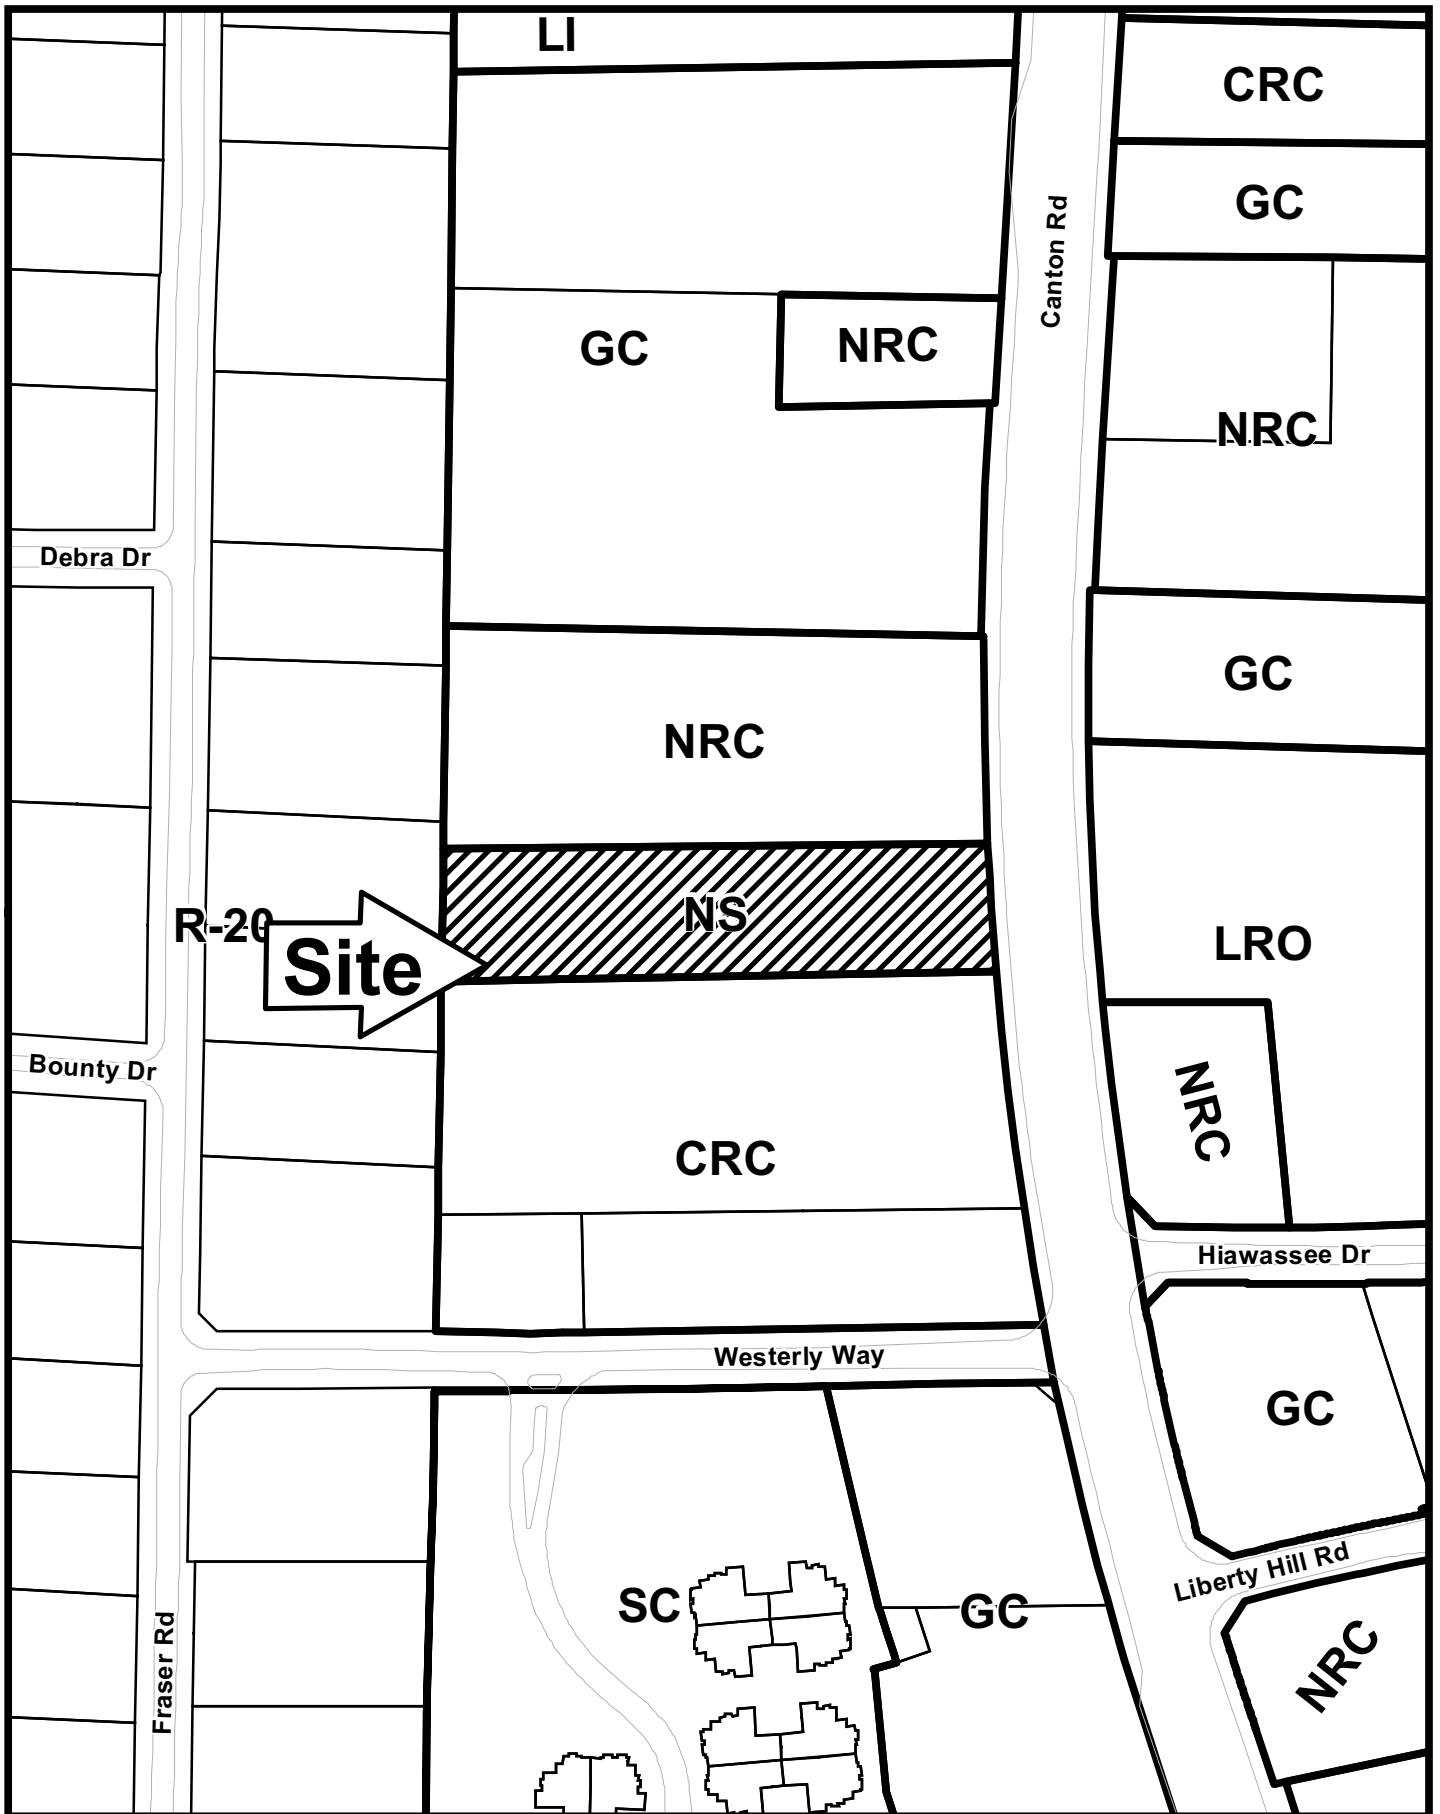 LI
CRC
GC
Canton Rd
GC
NRC
NRC
Debra Dr
GC
NRC
NS
R-20
Site
LRO
Bounty Dr
NRC
CRC
Hiawassee Dr
Westerly Way
GC
Liberty Hill Rd
SC
GC
NRC
Fraser Rd